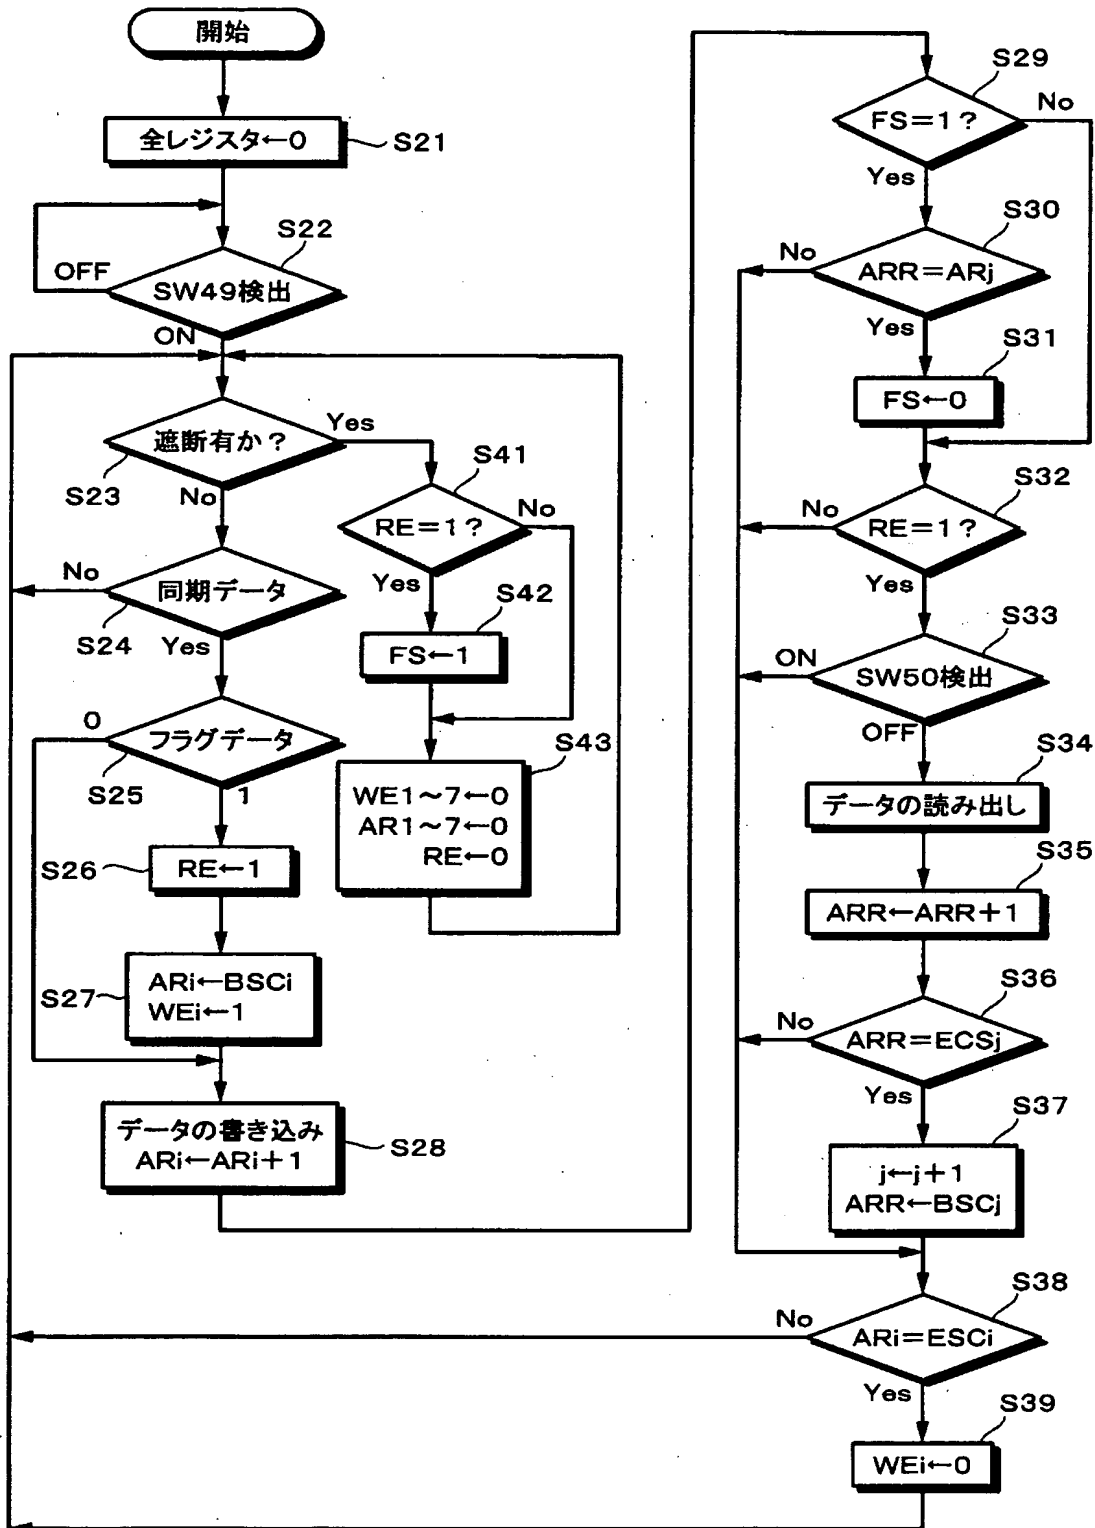 開始
全レジスタ←0
S21
S22
OFF
SW49検出
ON
遮断有か？
Yes
S23
No
S41
RE=1？
No
Yes
同期データ
No
S24
Yes
S42
FS←1
0
フラグデータ
S25
1
S43
WE1~7←0
AR1~7←0
RE←0
S26
RE←1
S27
ARi←BSCi
WEi←1
データの書き込み
ARi←ARi+1
S28
S29
FS=1？
No
Yes
S30
No
ARR=ARj
Yes
S31
FS←0
S32
No
RE=1？
Yes
S33
ON
SW50検出
OFF
S34
データの読み出し
S35
ARR←ARR+1
S36
No
ARR=ECSj
Yes
S37
j←j+1
ARR←BSCj
S38
No
ARi=ESCi
Yes
S39
WEi←0